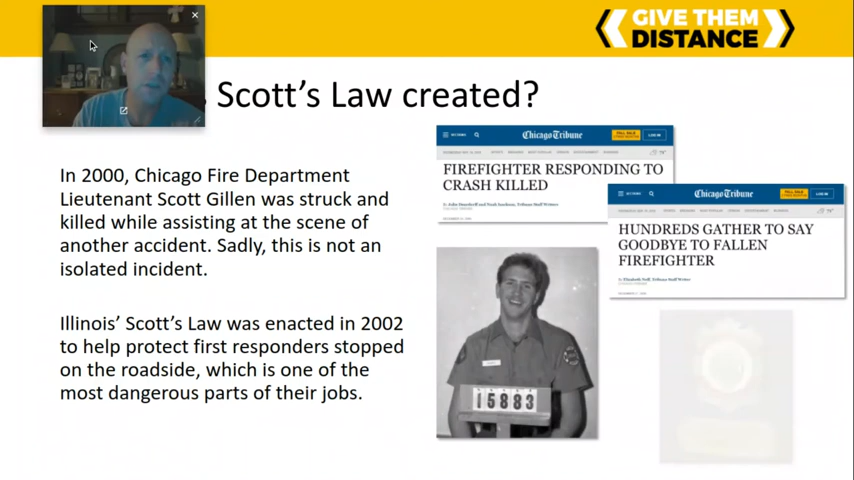 GIVE THEM
DISTANCE
Scott’s Law created?
In 2000, Chicago Fire Department
Lieutenant Scott Gillen was struck and
killed while assisting at the scene of
another accident. Sadly, this is not an
isolated incident.
Illinois’ Scott’s Law was enacted in 2002
to help protect first responders stopped
on the roadside, which is one of the
most dangerous parts of their jobs.
Chicago Tribune
FIREFIGHTER RESPONDING TO
CRASH KILLED
Chicago Tribune
HUNDREDS GATHER TO SAY
GOODBYE TO FALLEN
FIREFIGHTER
15883